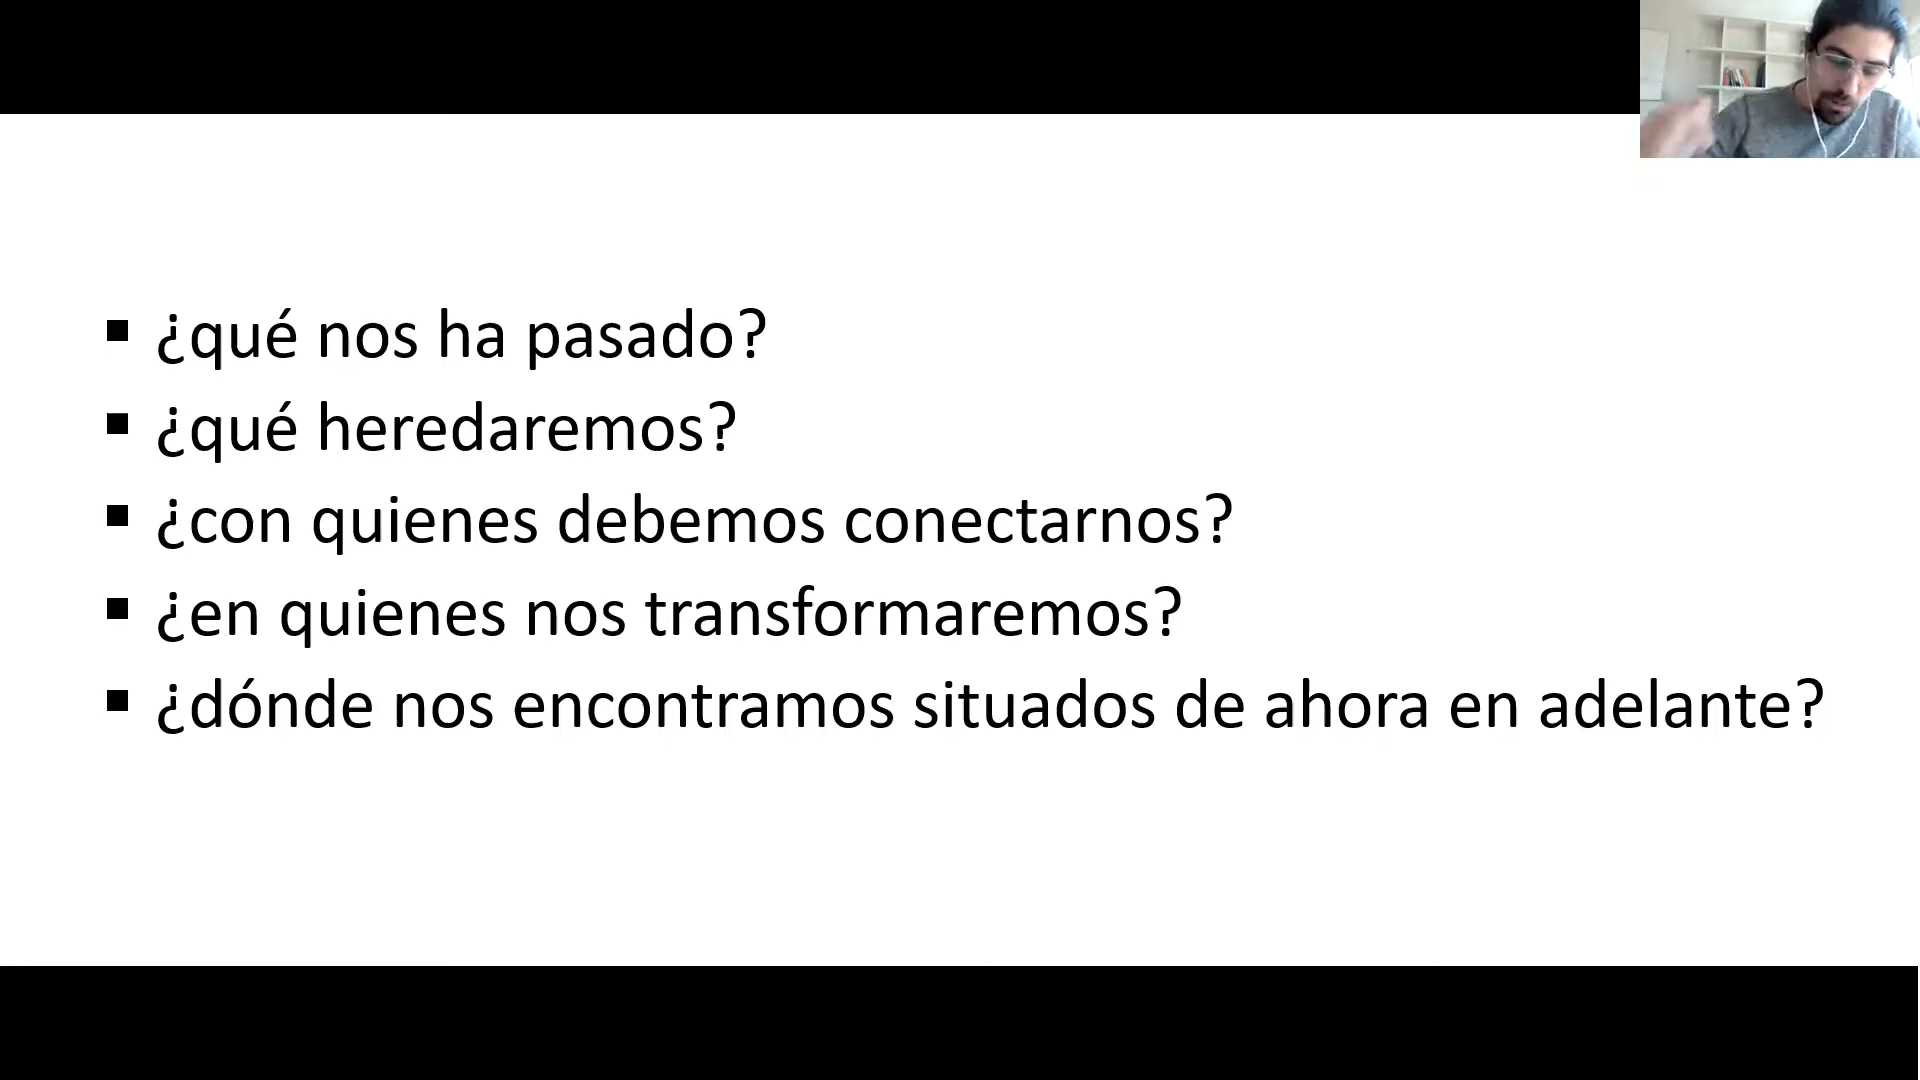 ▪ ¿qué nos ha pasado?
▪ ¿qué heredaremos?
▪ ¿con quienes debemos conectarnos?
▪ ¿en quienes nos transformaremos?
▪ ¿dónde nos encontramos situados de ahora en adelante?